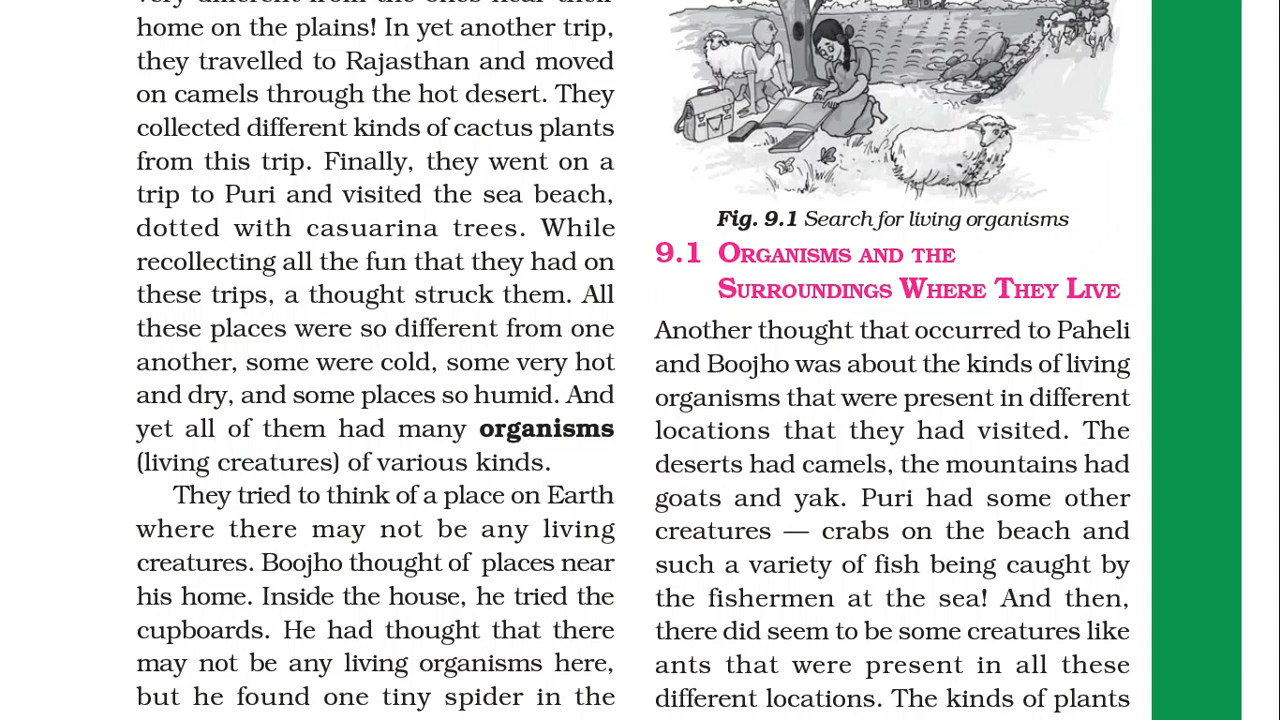 home on the plains! In yet another trip,
they travelled to Rajasthan and moved
on camels through the hot desert. They
collected different kinds of cactus plants
from this trip. Finally, they went on a
trip to Puri and visited the sea beach,
dotted with casuarina trees. While
recollecting all the fun that they had on
these trips, a thought struck them. All
these places were so different from one
another, some were cold, some very hot
and dry, and some places so humid. And
yet all of them had many organisms
(living creatures) of various kinds.
They tried to think of a place on Earth
where there may not be any living
creatures. Boojho thought of places near
his home. Inside the house, he tried the
cupboards. He had thought that there
may not be any living organisms here,
but he found one tiny spider in the
Fig. 9.1 Search for living organisms
9.1 ORGANISMS AND THE
SURROUNDINGS WHERE THEY LIVE
Another thought that occurred to Paheli
and Boojho was about the kinds of living
organisms that were present in different
locations that they had visited. The
deserts had camels, the mountains had
goats and yak. Puri had some other
creatures — crabs on the beach and
such a variety of fish being caught by
the fishermen at the sea! And then,
there did seem to be some creatures like
ants that were present in all these
different locations. The kinds of plants